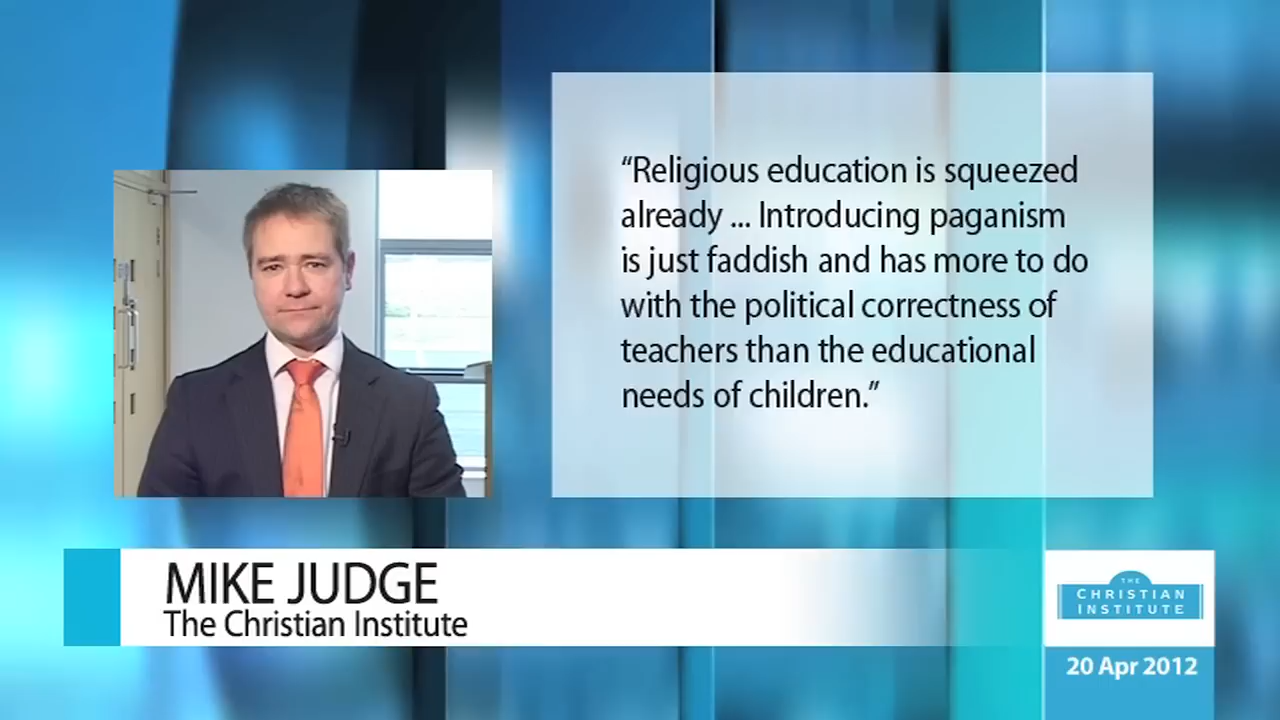 “Religious education is squeezed
already ... Introducing paganism
is just faddish and has more to do
with the political correctness of
teachers than the educational
needs of children.”
MIKE JUDGE
The Christian Institute
THE
CHRISTIAN
INSTITUTE
20 Apr 2012